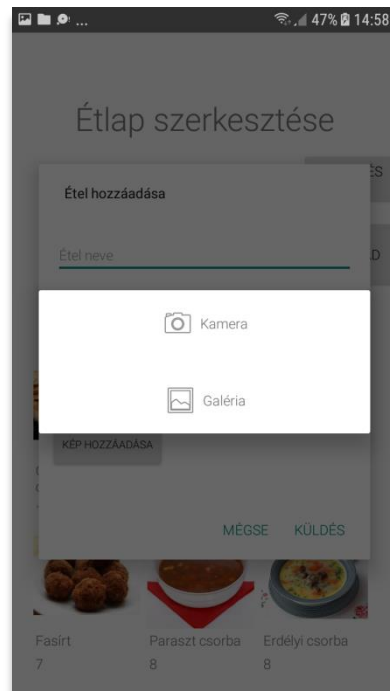 ... 47% 14:58
Étlap szerkesztése
ÉS
Étel hozzáadása
Étel neve
D
Kamera
Galéria
KÉP HOZZÁADÁSA
MÉGSE KÜLDÉS
Fasírt Paraszt csorba Erdélyi csorba
7 8 8